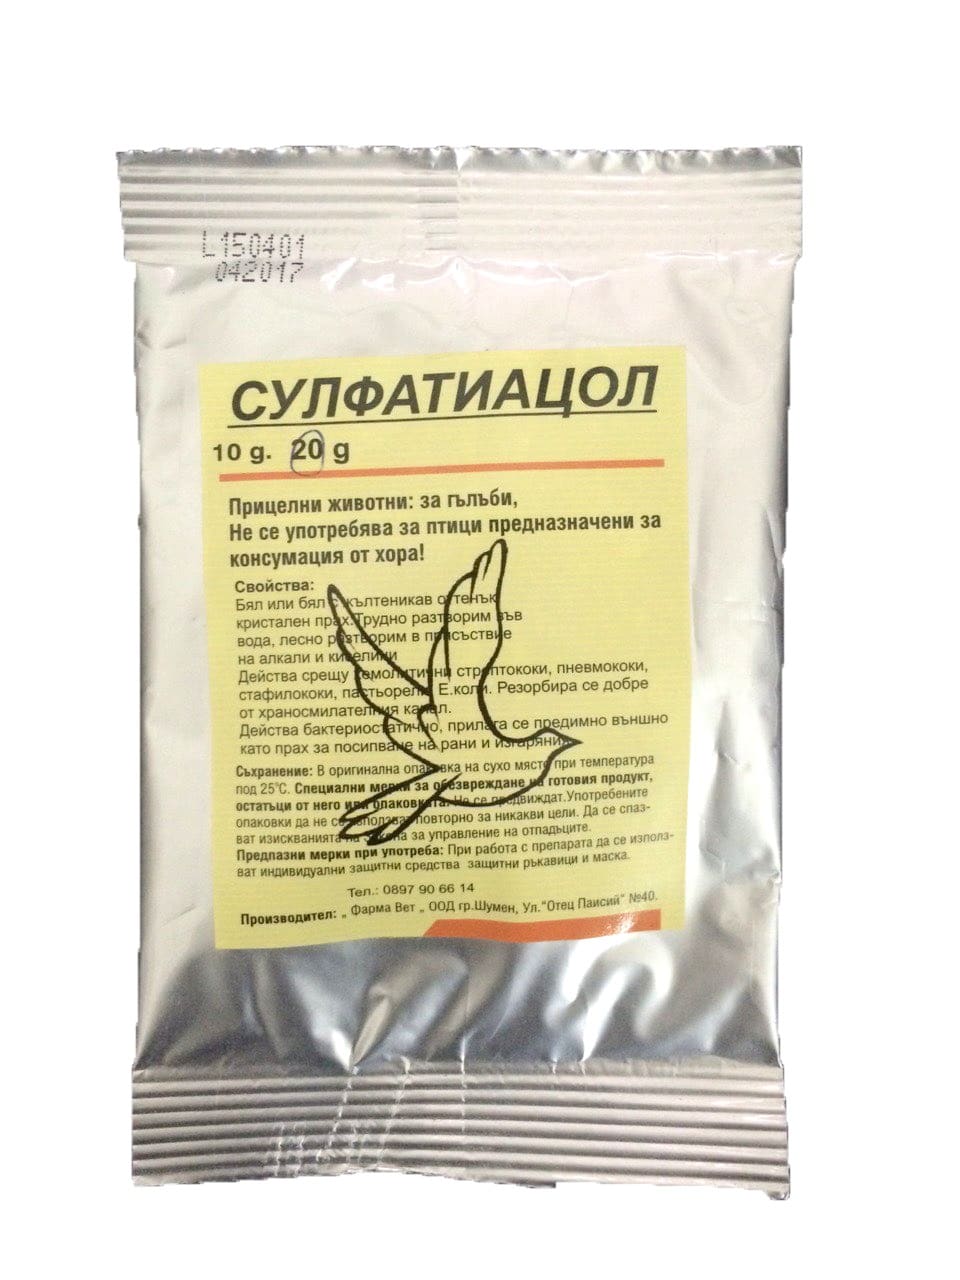 L150401
042017
СУЛФАТИАЦОЛ
10 g. 20 g
Прицелни животни: за гълъби,
Не се употребява за птици предназначени за
консумация от хора!
Свойства:
Бял или бял с жълтеникав оттенък
кристален прах. Трудно разтворим във
вода, лесно разтворим в присъствие
на алкали и киселини
Действа срещу хемолитични стрептококи, пневмококи,
стафилококи, пастьорели, Е.коли. Резорбира се добре
от храносмилателния канал.
Действа бактериостатично, прилага се предимно външно
като прах за посипване на рани и изгаряния
Съхранение: В оригинална опаковка на сухо място при температура
под 25°C. Специални мерки за обезвреждане на готовия продукт,
остатъци от него или опаковката: Не се предвиждат.Употребените
опаковки да не се използват повторно за никакви цели. Да се спаз-
ват изискванията на Закона за управление на отпадъците.
Предпазни мерки при употреба: При работа с препарата да се използ-
ват индивидуални защитни средства защитни ръкавици и маска.
Тел.: 0897 90 66 14
Производител: „ Фарма Вет „ ООД гр.Шумен, Ул."Отец Паисий" №40.